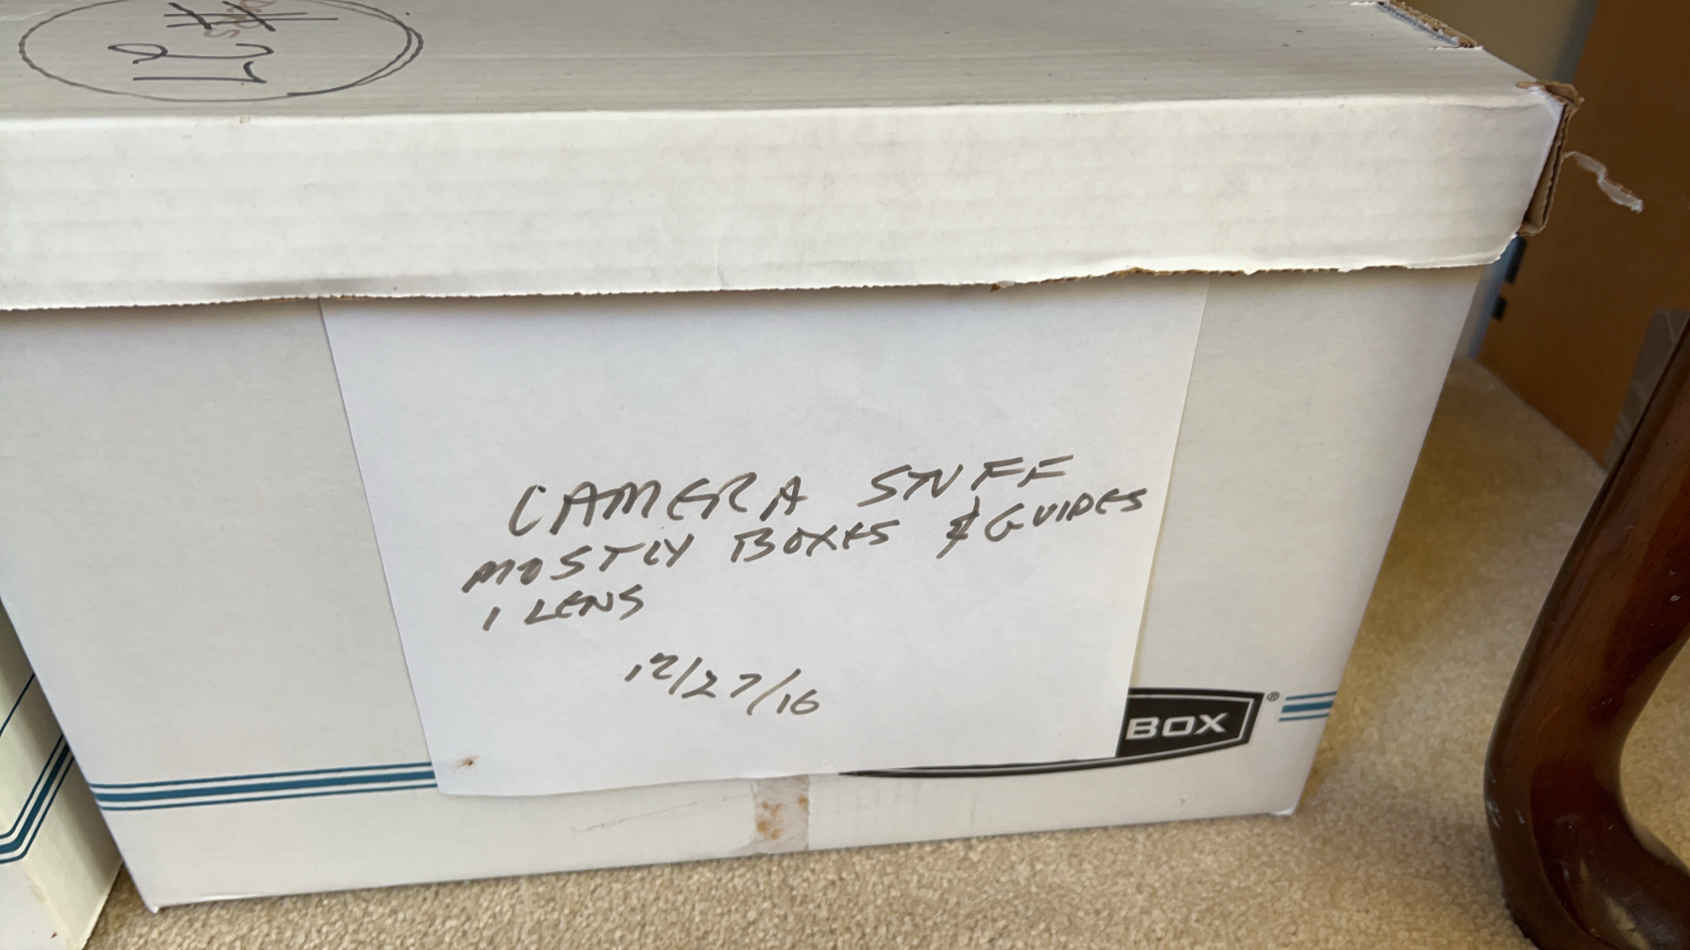 CAMERA STUFF
MOSTLY BOXES & GUIDES
1 LENS
12/27/16
BOX®